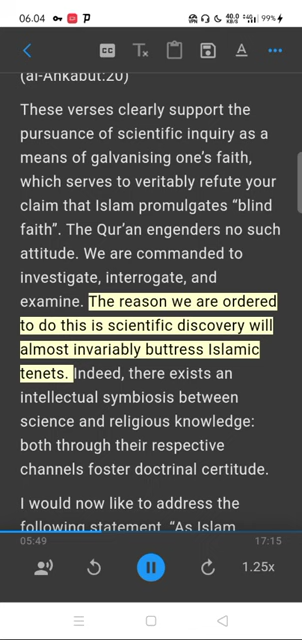 06.04
40.0
KB/S
4G
99%
CC
(al-Ankabut:20)
These verses clearly support the
pursuance of scientific inquiry as a
means of galvanising one's faith,
which serves to veritably refute your
claim that Islam promulgates “blind
faith”. The Qur'an engenders no such
attitude. We are commanded to
investigate, interrogate, and
examine. The reason we are ordered
to do this is scientific discovery will
almost invariably buttress Islamic
tenets. Indeed, there exists an
intellectual symbiosis between
science and religious knowledge:
both through their respective
channels foster doctrinal certitude.
I would now like to address the
following statement, “As Islam
05:49
17:15
1.25x